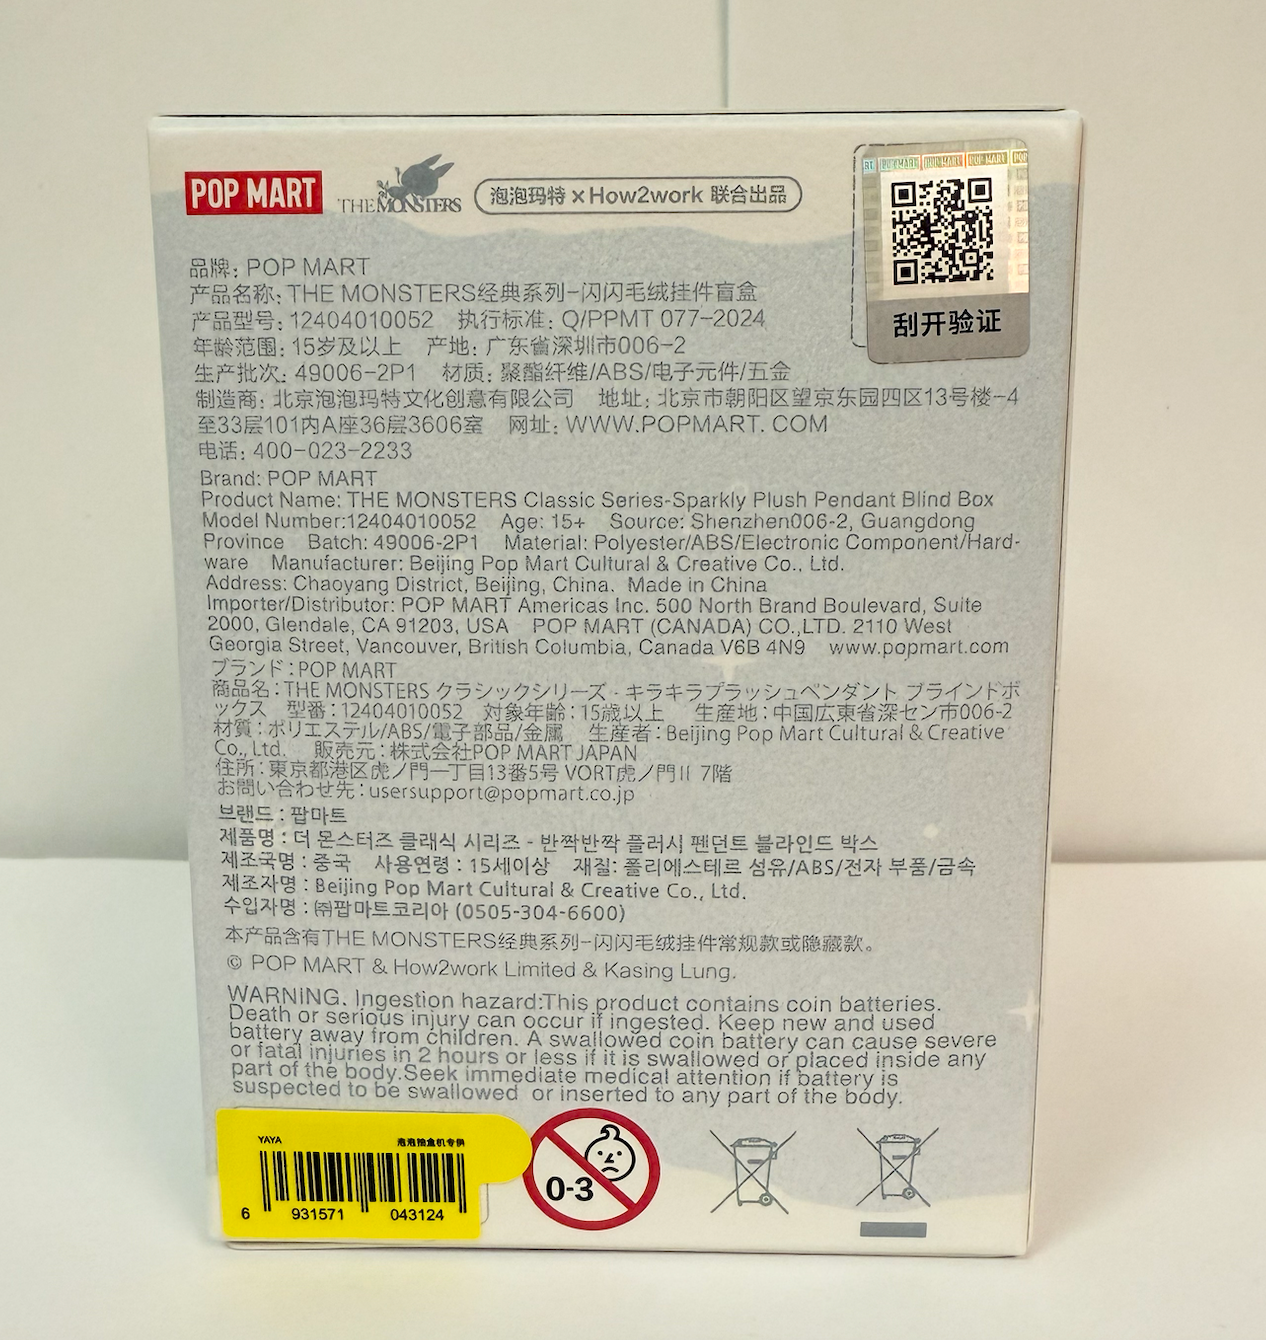 POP MART THE MONSTERS 泡泡玛特×How2work 联合出品
POP MART POP MART POP MART
刮开验证
品牌: POP MART
产品名称: THE MONSTERS经典系列-闪闪毛绒挂件盲盒
产品型号: 12404010052 执行标准: Q/PPMT 077-2024
年龄范围: 15岁及以上 产地: 广东省深圳市006-2
生产批次: 49006-2P1 材质: 聚酯纤维/ABS/电子元件/五金
制造商: 北京泡泡玛特文化创意有限公司 地址: 北京市朝阳区望京东园四区13号楼-4
至33层101内A座36层3606室 网址: WWW.POPMART. COM
电话: 400-023-2233
Brand: POP MART
Product Name: THE MONSTERS Classic Series-Sparkly Plush Pendant Blind Box
Model Number:12404010052 Age: 15+ Source: Shenzhen006-2, Guangdong
Province Batch: 49006-2P1 Material: Polyester/ABS/Electronic Component/Hard-
ware Manufacturer: Beijing Pop Mart Cultural & Creative Co., Ltd.
Address: Chaoyang District, Beijing, China. Made in China
Importer/Distributor: POP MART Americas Inc. 500 North Brand Boulevard, Suite
2000, Glendale, CA 91203, USA POP MART (CANADA) CO.,LTD. 2110 West
Georgia Street, Vancouver, British Columbia, Canada V6B 4N9 www.popmart.com
ブランド:POP MART
商品名:THE MONSTERS クラシックシリーズ - キラキラプラッシュペンダント ブラインドボ
ックス 型番:12404010052 対象年齢:15歳以上 生産地:中国広東省深セン市006-2
材質:ポリエステル/ABS/電子部品/金属 生産者:Beijing Pop Mart Cultural & Creative
Co., Ltd. 販売元:株式会社POP MART JAPAN
住所:東京都港区虎ノ門一丁目13番5号 VORT虎ノ門II 7階
お問い合わせ先:usersupport@popmart.co.jp
브랜드 : 팝마트
제품명 : 더 몬스터즈 클래식 시리즈 - 반짝반짝 플러시 펜던트 블라인드 박스
제조국명 : 중국 사용연령 : 15세이상 재질: 폴리에스테르 섬유/ABS/전자 부품/금속
제조자명 : Beijing Pop Mart Cultural & Creative Co., Ltd.
수입자명 : ㈜팝마트코리아 (0505-304-6600)
本产品含有THE MONSTERS经典系列-闪闪毛绒挂件常规款或隐藏款。
© POP MART & How2work Limited & Kasing Lung.
WARNING. Ingestion hazard:This product contains coin batteries.
Death or serious injury can occur if ingested. Keep new and used
battery away from children. A swallowed coin battery can cause severe
or fatal injuries in 2 hours or less if it is swallowed or placed inside any
part of the body.Seek immediate medical attention if battery is
suspected to be swallowed or inserted to any part of the body.
YAYA 泡泡抽盒机专供
6 931571 043124
0-3